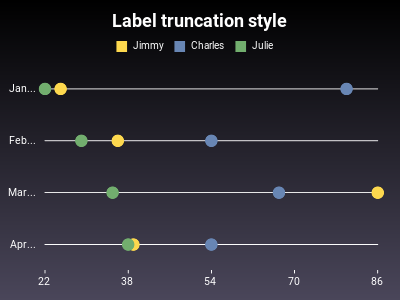 Label truncation style
Jimmy Charles Julie
Jan...
Feb...
Mar...
Apr...
22 38 54 70 86